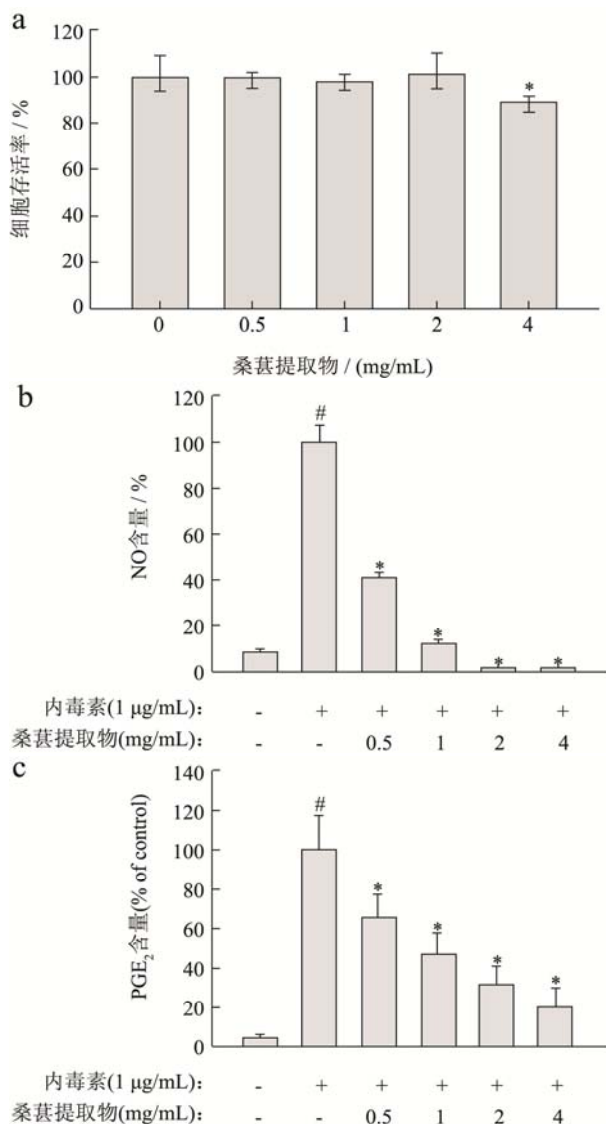 a
120
100
80
60
40
20
0
细胞存活率 / %
*
0 0.5 1 2 4
桑葚提取物 / (mg/mL)
b
120
100
80
60
40
20
0
NO含量 / %
#
* * * *
内毒素(1 μg/mL): - + + + + +
桑葚提取物(mg/mL): - - 0.5 1 2 4
c
140
120
100
80
60
40
20
0
PGE₂含量(% of control)
#
* * * *
内毒素(1 μg/mL): - + + + + +
桑葚提取物(mg/mL): - - 0.5 1 2 4